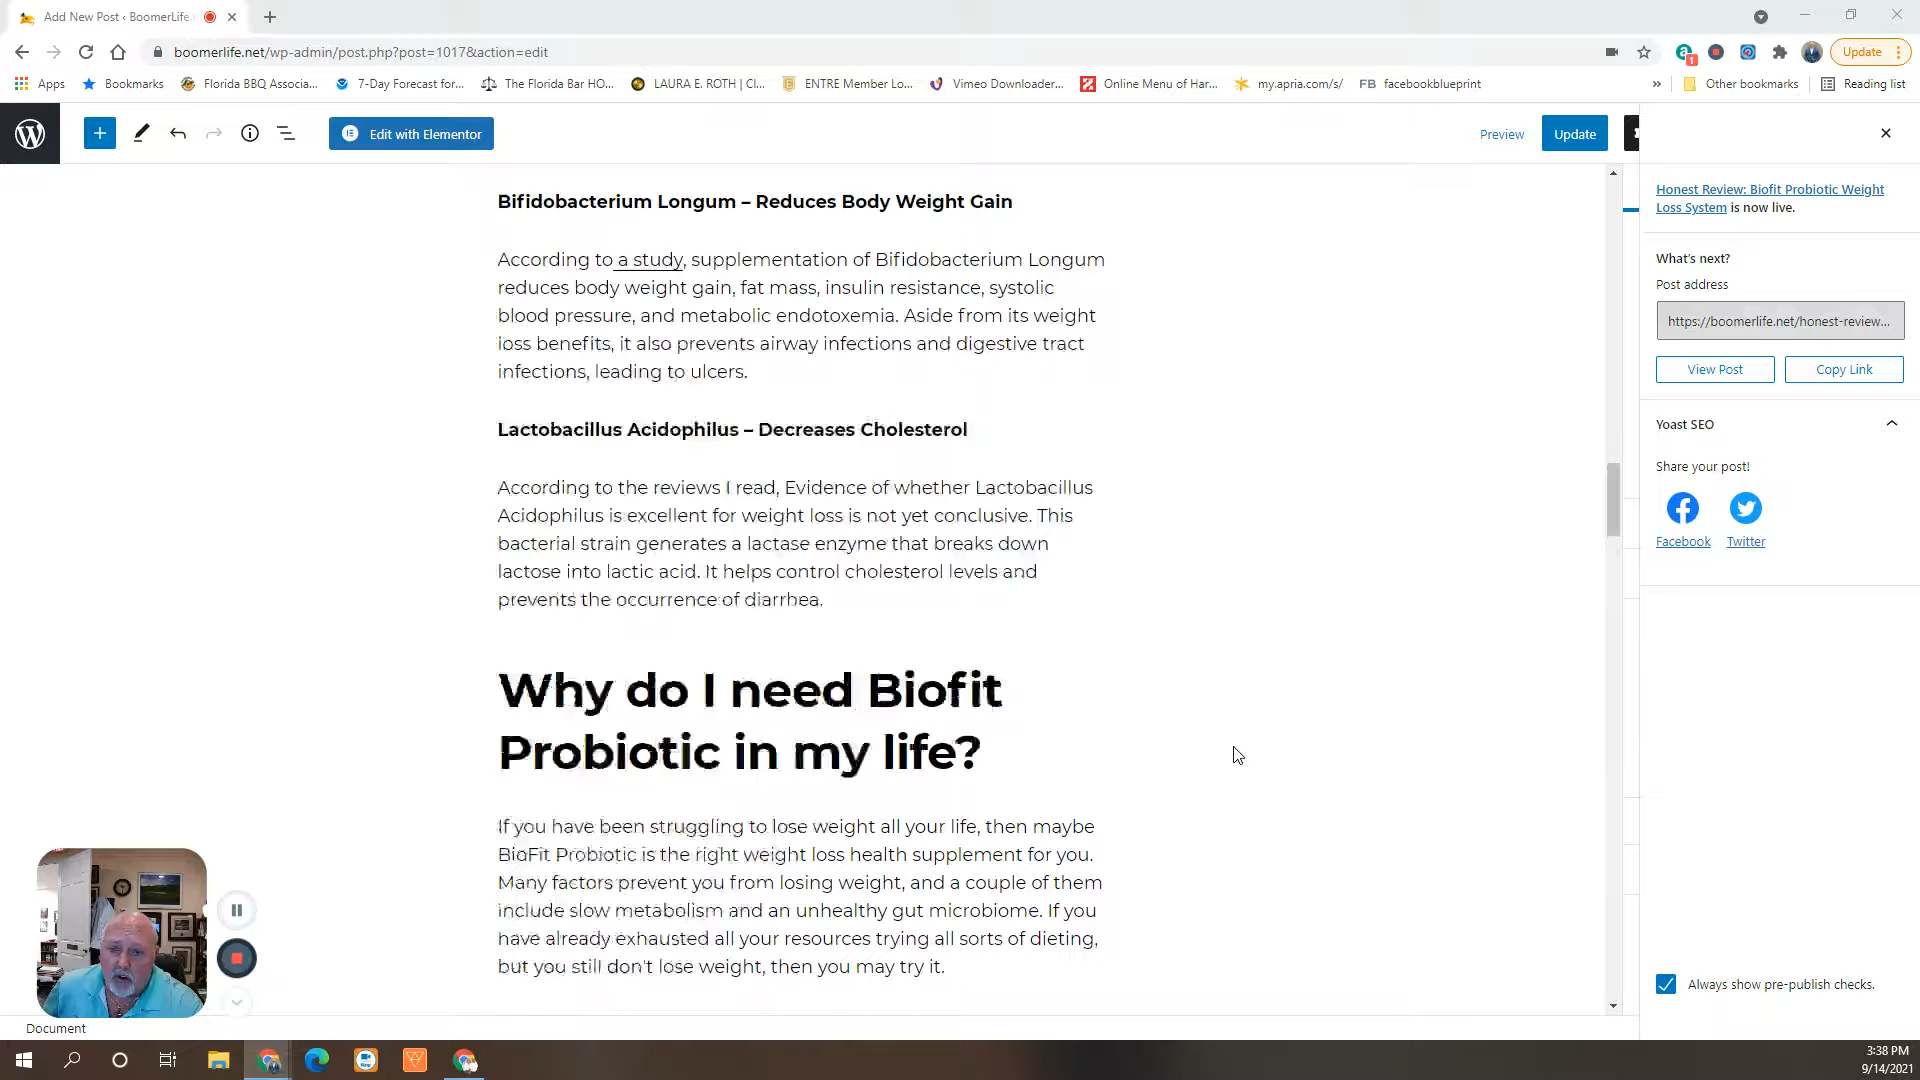 Add New Post ‹ BoomerLife.
boomerlife.net/wp-admin/post.php?post=1017&action=edit
1
Update
Apps
Bookmarks
Florida BBQ Associa...
7-Day Forecast for...
The Florida Bar HO...
LAURA E. ROTH | Cl...
ENTRE Member Lo...
Vimeo Downloader...
Online Menu of Har...
my.apria.com/s/
FB facebookblueprint
»
Other bookmarks
Reading list
Edit with Elementor
Preview
Update
Bifidobacterium Longum – Reduces Body Weight Gain
According to a study, supplementation of Bifidobacterium Longum
reduces body weight gain, fat mass, insulin resistance, systolic
blood pressure, and metabolic endotoxemia. Aside from its weight
loss benefits, it also prevents airway infections and digestive tract
infections, leading to ulcers.
Lactobacillus Acidophilus – Decreases Cholesterol
According to the reviews I read, Evidence of whether Lactobacillus
Acidophilus is excellent for weight loss is not yet conclusive. This
bacterial strain generates a lactase enzyme that breaks down
lactose into lactic acid. It helps control cholesterol levels and
prevents the occurrence of diarrhea.
Why do I need Biofit
Probiotic in my life?
If you have been struggling to lose weight all your life, then maybe
BioFit Probiotic is the right weight loss health supplement for you.
Many factors prevent you from losing weight, and a couple of them
include slow metabolism and an unhealthy gut microbiome. If you
have already exhausted all your resources trying all sorts of dieting,
but you still don't lose weight, then you may try it.
Honest Review: Biofit Probiotic Weight
Loss System is now live.
What's next?
Post address
https://boomerlife.net/honest-review...
View Post
Copy Link
Yoast SEO
Share your post!
Facebook
Twitter
Always show pre-publish checks.
Document
3:38 PM
9/14/2021